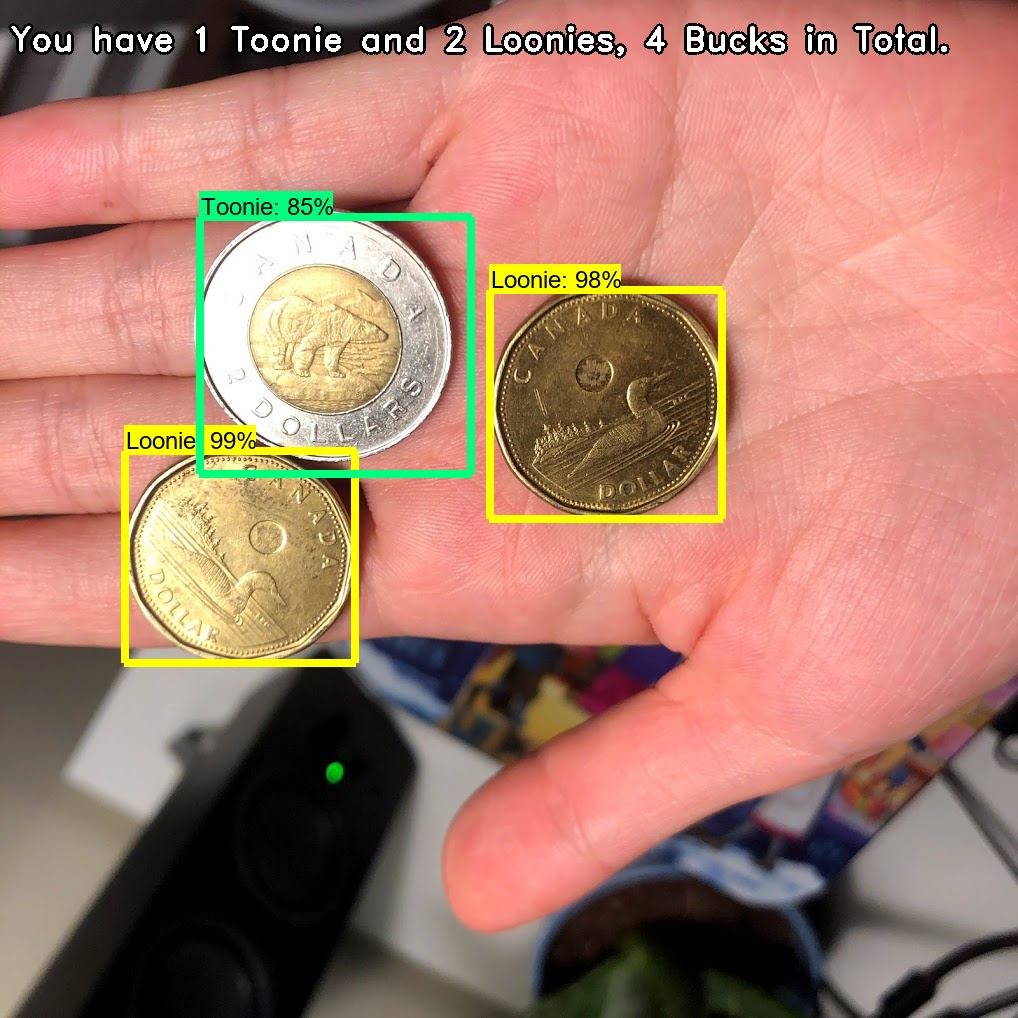 You have 1 Toonie and 2 Loonies, 4 Bucks in Total.
Toonie: 85%
CANADA
2 DOLLARS
Loonie: 98%
CANADA
DOLLAR
Loonie: 99%
CANADA
DOLLAR